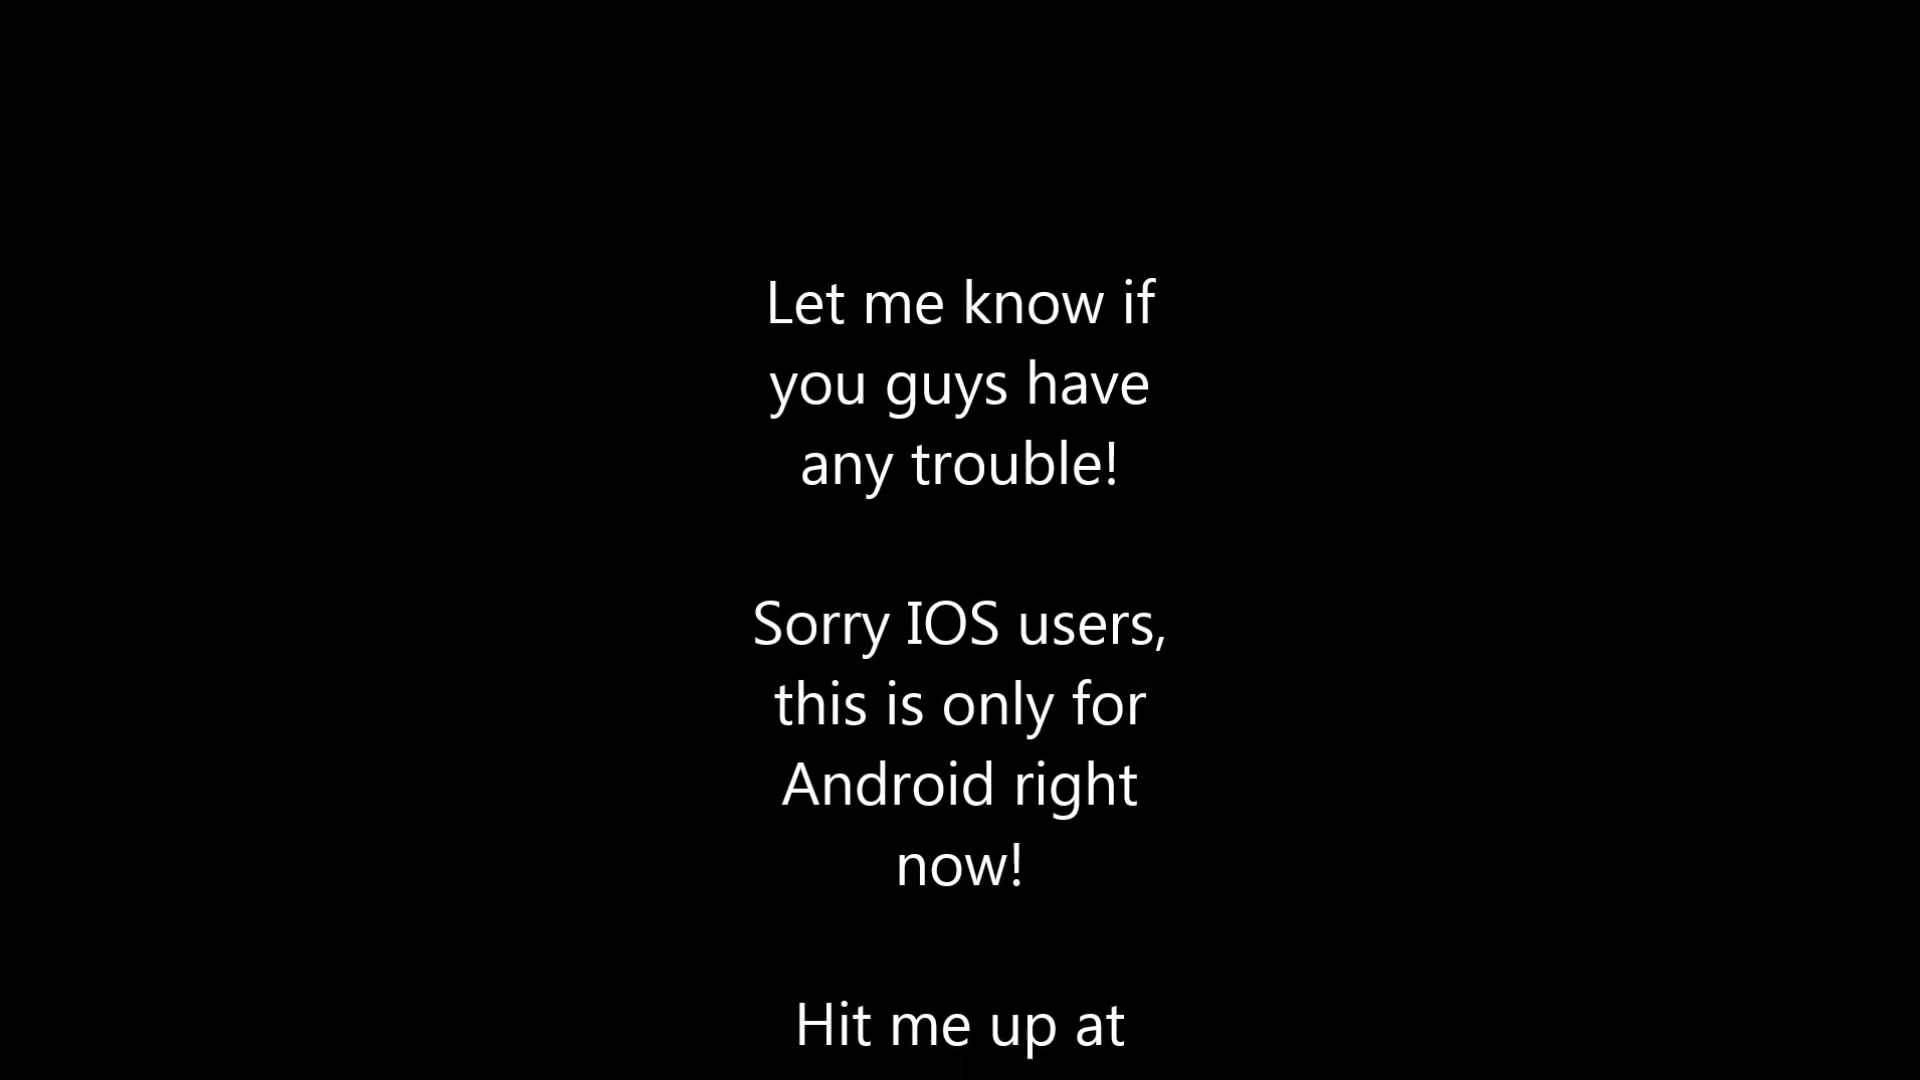 Let me know if
you guys have
any trouble!
Sorry IOS users,
this is only for
Android right
now!
Hit me up at